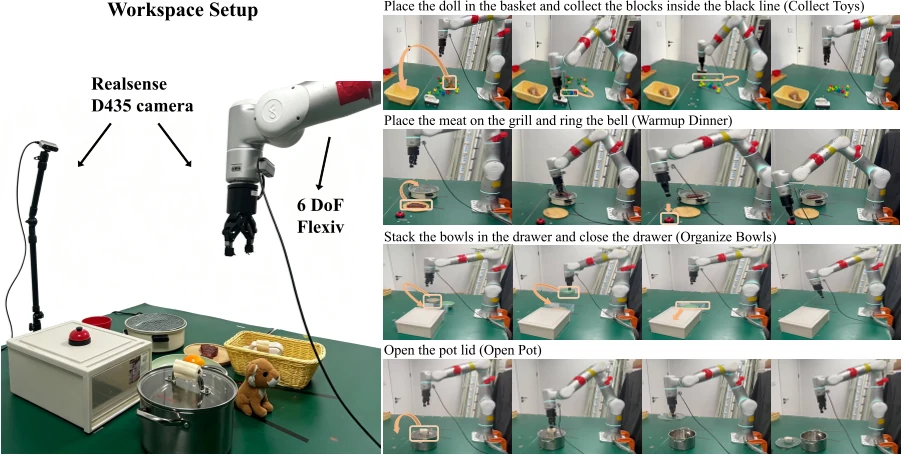 Workspace Setup
Realsense
D435 camera
6 DoF
Flexiv
Place the doll in the basket and collect the blocks inside the black line (Collect Toys)
Place the meat on the grill and ring the bell (Warmup Dinner)
Stack the bowls in the drawer and close the drawer (Organize Bowls)
Open the pot lid (Open Pot)